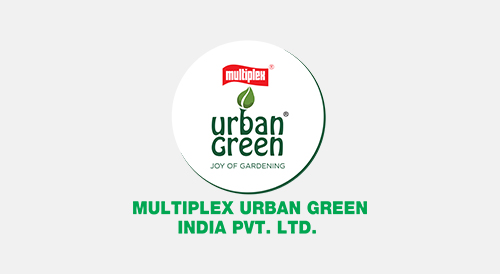 multiplex®
urban®
Green
JOY OF GARDENING
MULTIPLEX URBAN GREEN
INDIA PVT. LTD.